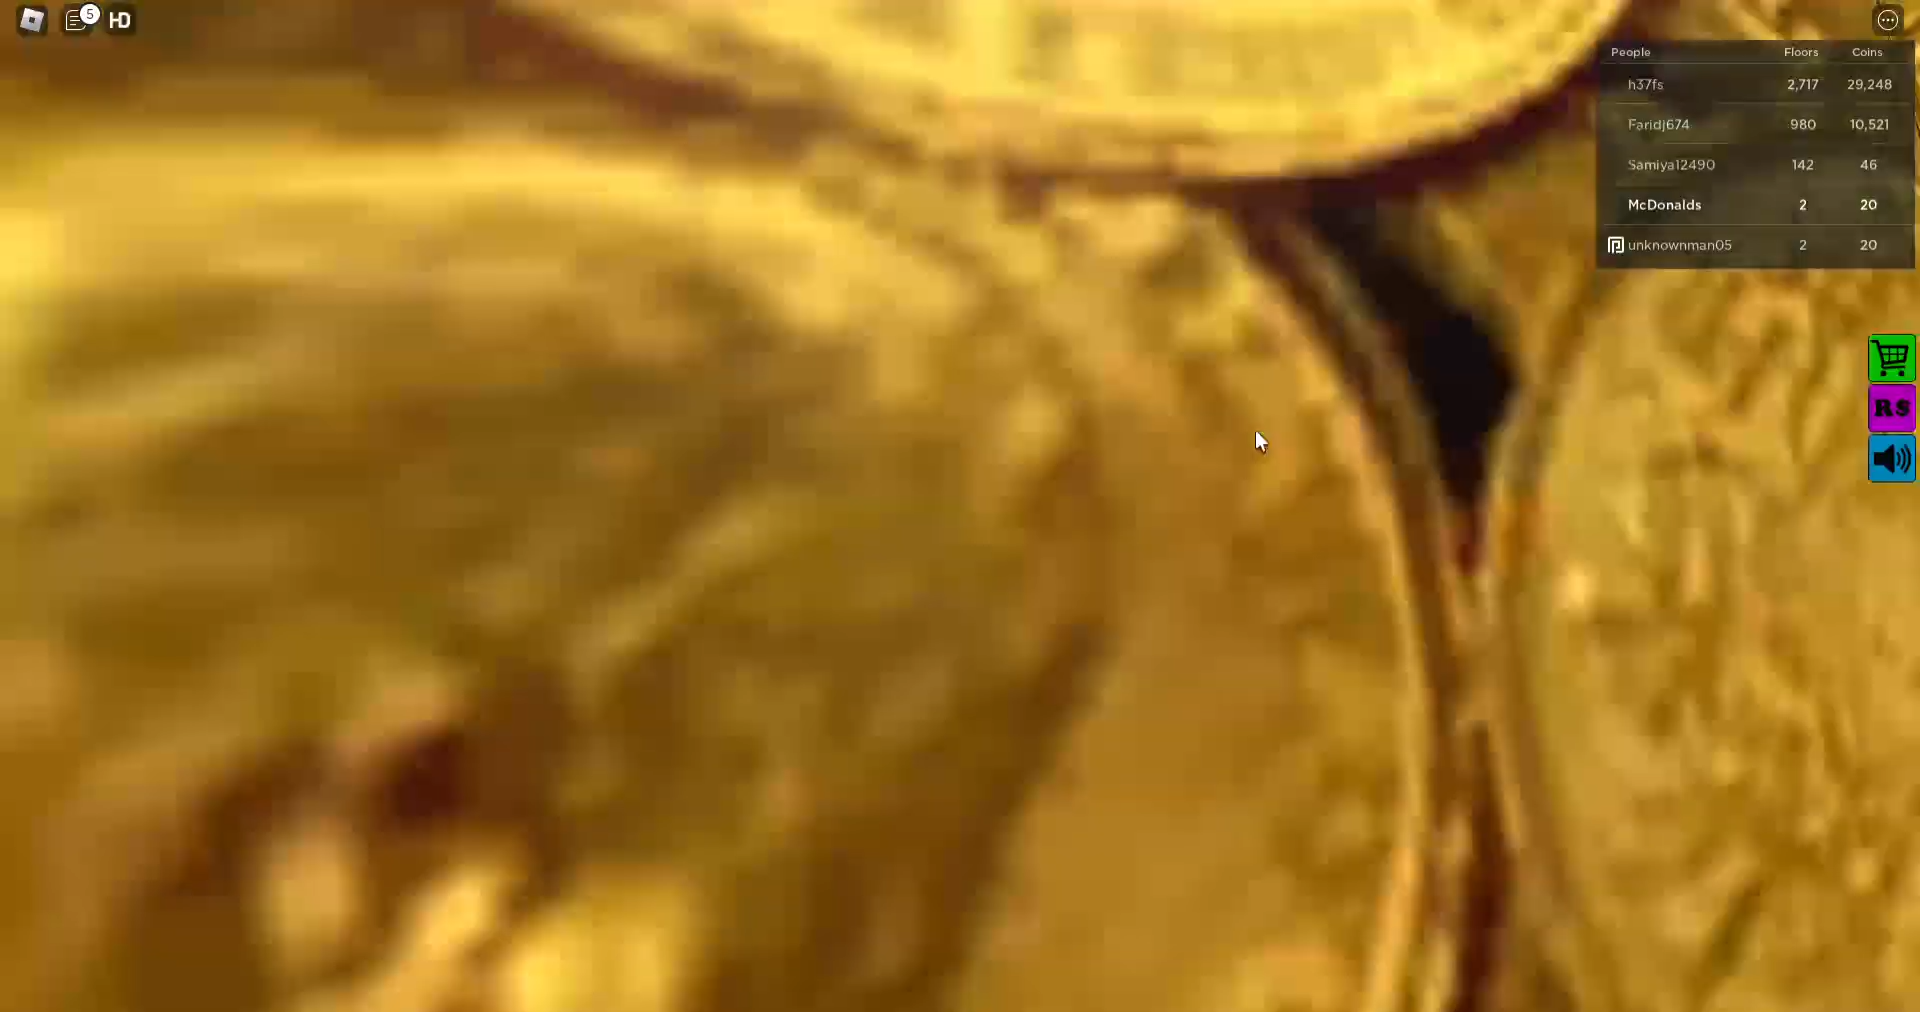 5
HD
People Floors Coins
h37fs 2,717 29,248
Faridj674 980 10,521
Samiya12490 142 46
McDonalds 2 20
unknownman05 2 20
RS